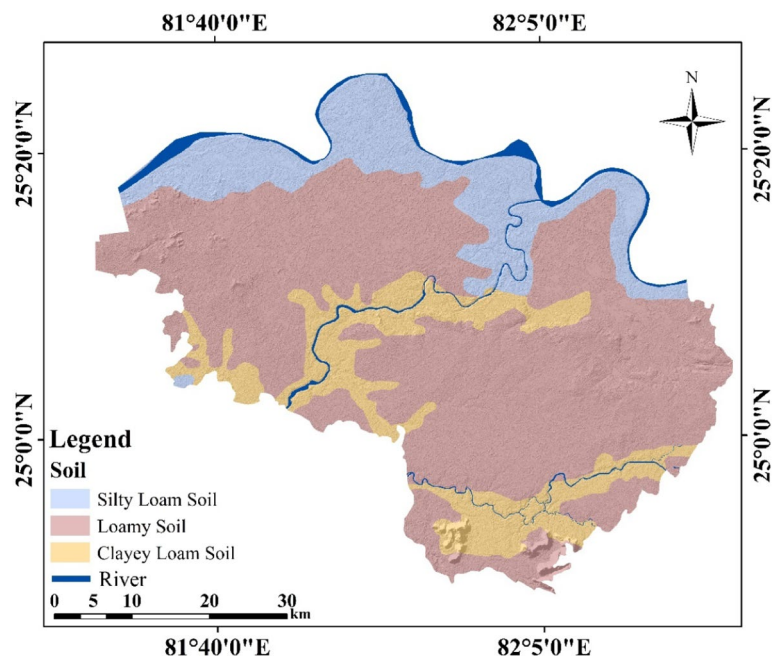 81°40'0"E 82°5'0"E
N
25°20'0"N 25°20'0"N
25°0'0"N 25°0'0"N
Legend
Soil
Silty Loam Soil
Loamy Soil
Clayey Loam Soil
River
0 5 10 20 30
km
81°40'0"E 82°5'0"E